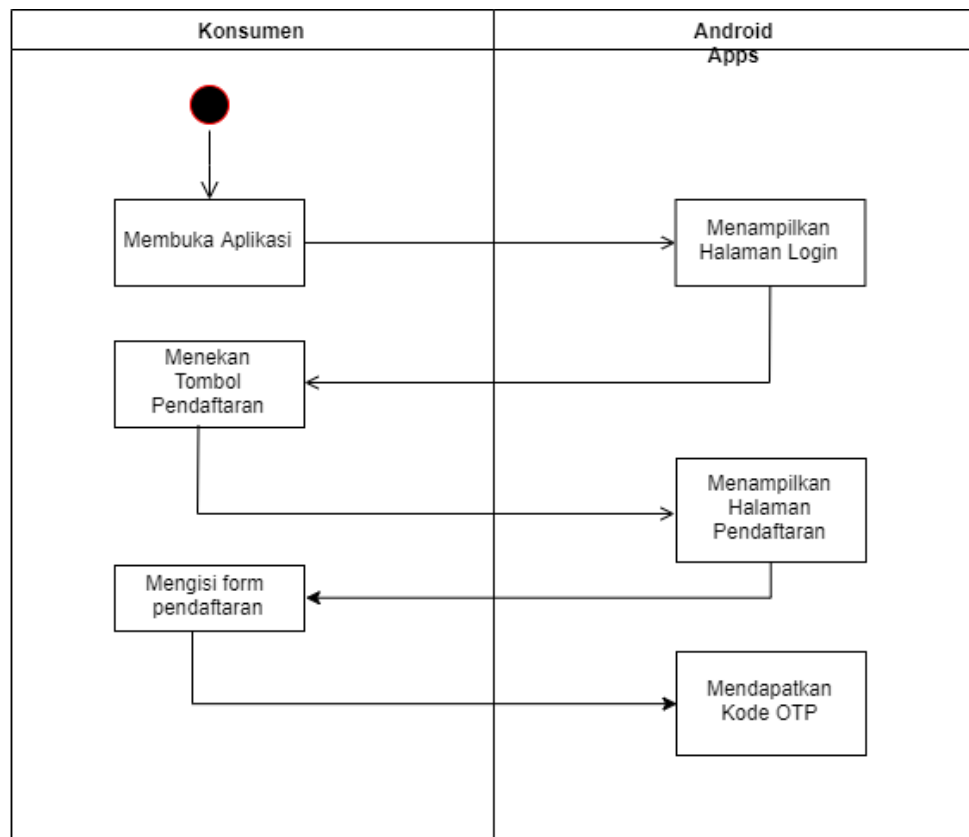 Konsumen
Android
Apps
Membuka Aplikasi
Menampilkan
Halaman Login
Menekan
Tombol
Pendaftaran
Menampilkan
Halaman
Pendaftaran
Mengisi form
pendaftaran
Mendapatkan
Kode OTP